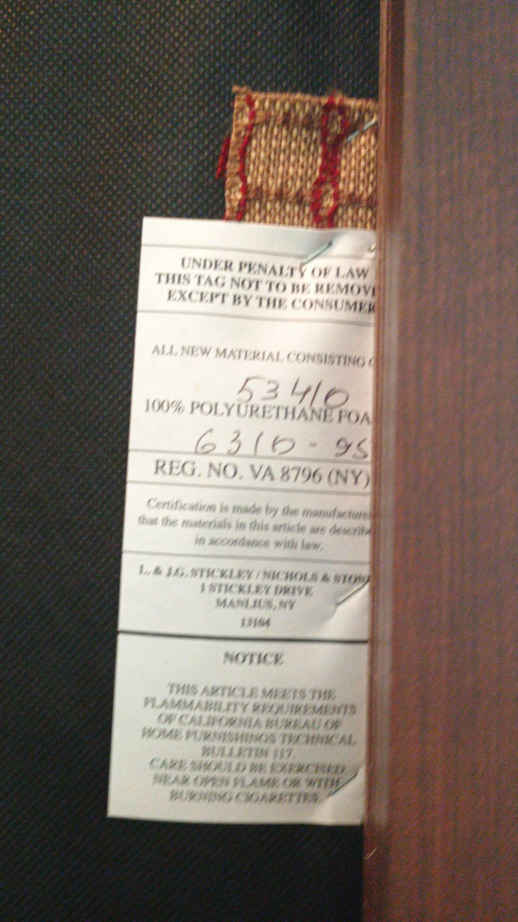 UNDER PENALTY OF LAW
THIS TAG NOT TO BE REMOVE
EXCEPT BY THE CONSUMER
ALL NEW MATERIAL CONSISTING O
53410
100% POLYURETHANE FOA
6310-95
REG. NO. VA 8796 (NY)
Certification is made by the manufacturer
that the materials in this article are describe
in accordance with law.
L. & J.G. STICKLEY / NICHOLS & STONE
1 STICKLEY DRIVE
MANLIUS, NY
13104
NOTICE
THIS ARTICLE MEETS THE
FLAMMABILITY REQUIREMENTS
OF CALIFORNIA BUREAU OF
HOME FURNISHINGS TECHNICAL
BULLETIN 117.
CARE SHOULD BE EXERCISED
NEAR OPEN FLAME OR WITH
BURNING CIGARETTES.